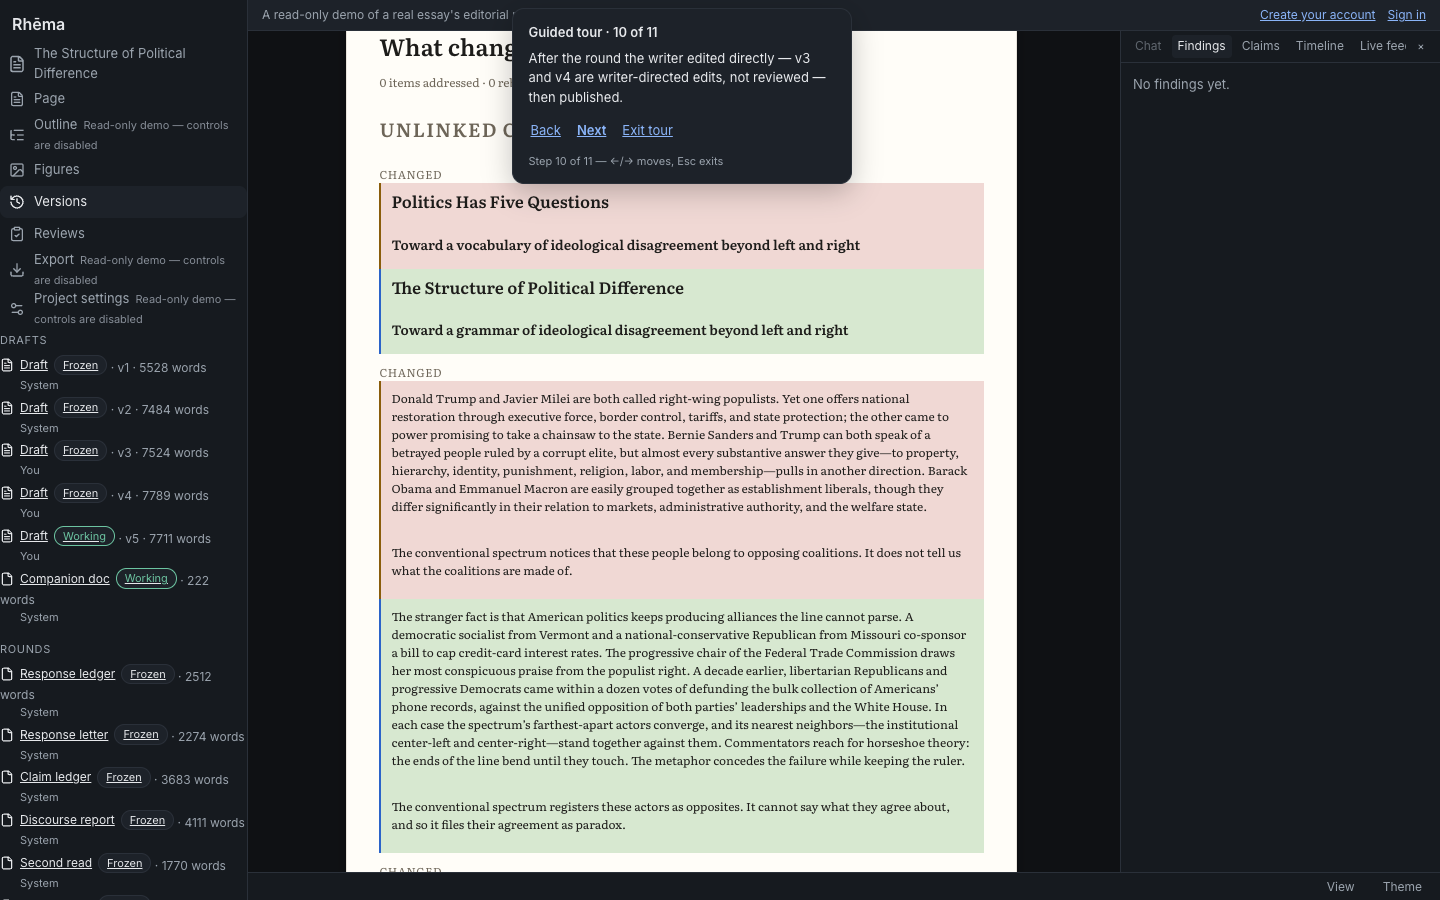 Rhēma
The Structure of Political
Difference
Page
Outline Read-only demo — controls
are disabled
Figures
Versions
Reviews
Export Read-only demo — controls
are disabled
Project settings Read-only demo —
controls are disabled
DRAFTS
Draft Frozen · v1 · 5528 words
System
Draft Frozen · v2 · 7484 words
System
Draft Frozen · v3 · 7524 words
You
Draft Frozen · v4 · 7789 words
You
Draft Working · v5 · 7711 words
You
Companion doc Working · 222
words
System
ROUNDS
Response ledger Frozen · 2512
words
System
Response letter Frozen · 2274 words
System
Claim ledger Frozen · 3683 words
System
Discourse report Frozen · 4111 words
System
Second read Frozen · 1770 words
System
A read-only demo of a real essay's editorial
Create your account Sign in
Guided tour · 10 of 11
After the round the writer edited directly — v3
and v4 are writer-directed edits, not reviewed —
then published.
Back Next Exit tour
Step 10 of 11 — ←/→ moves, Esc exits
What chang
0 items addressed · 0 re
UNLINKED
CHANGED
Politics Has Five Questions
Toward a vocabulary of ideological disagreement beyond left and right
The Structure of Political Difference
Toward a grammar of ideological disagreement beyond left and right
CHANGED
Donald Trump and Javier Milei are both called right-wing populists. Yet one offers national
restoration through executive force, border control, tariffs, and state protection; the other came to
power promising to take a chainsaw to the state. Bernie Sanders and Trump can both speak of a
betrayed people ruled by a corrupt elite, but almost every substantive answer they give—to property,
hierarchy, identity, punishment, religion, labor, and membership—pulls in another direction. Barack
Obama and Emmanuel Macron are easily grouped together as establishment liberals, though they
differ significantly in their relation to markets, administrative authority, and the welfare state.
The conventional spectrum notices that these people belong to opposing coalitions. It does not tell us
what the coalitions are made of.
The stranger fact is that American politics keeps producing alliances the line cannot parse. A
democratic socialist from Vermont and a national-conservative Republican from Missouri co-sponsor
a bill to cap credit-card interest rates. The progressive chair of the Federal Trade Commission draws
her most conspicuous praise from the populist right. A decade earlier, libertarian Republicans and
progressive Democrats came within a dozen votes of defunding the bulk collection of Americans'
phone records, against the unified opposition of both parties' leaderships and the White House. In
each case the spectrum's farthest-apart actors converge, and its nearest neighbors—the institutional
center-left and center-right—stand together against them. Commentators reach for horseshoe theory:
the ends of the line bend until they touch. The metaphor concedes the failure while keeping the ruler.
The conventional spectrum registers these actors as opposites. It cannot say what they agree about,
and so it files their agreement as paradox.
CHANGED
Chat Findings Claims Timeline Live fee ×
No findings yet.
View Theme